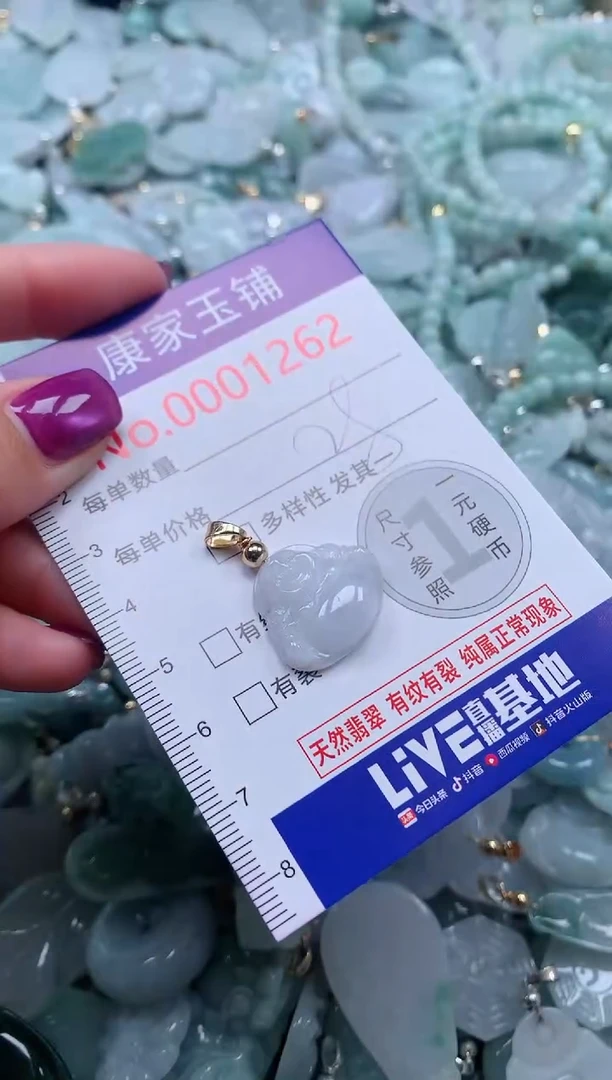 康家玉铺
No.0001262
每单数量
每单价格
多样性 发其一
尺寸参照
1
一元硬币
有纹
有裂
天然翡翠 有纹有裂 纯属正常现象
LiVE直播基地
头条 今日头条 抖音 西瓜视频 抖音火山版
2
3
4
5
6
7
8